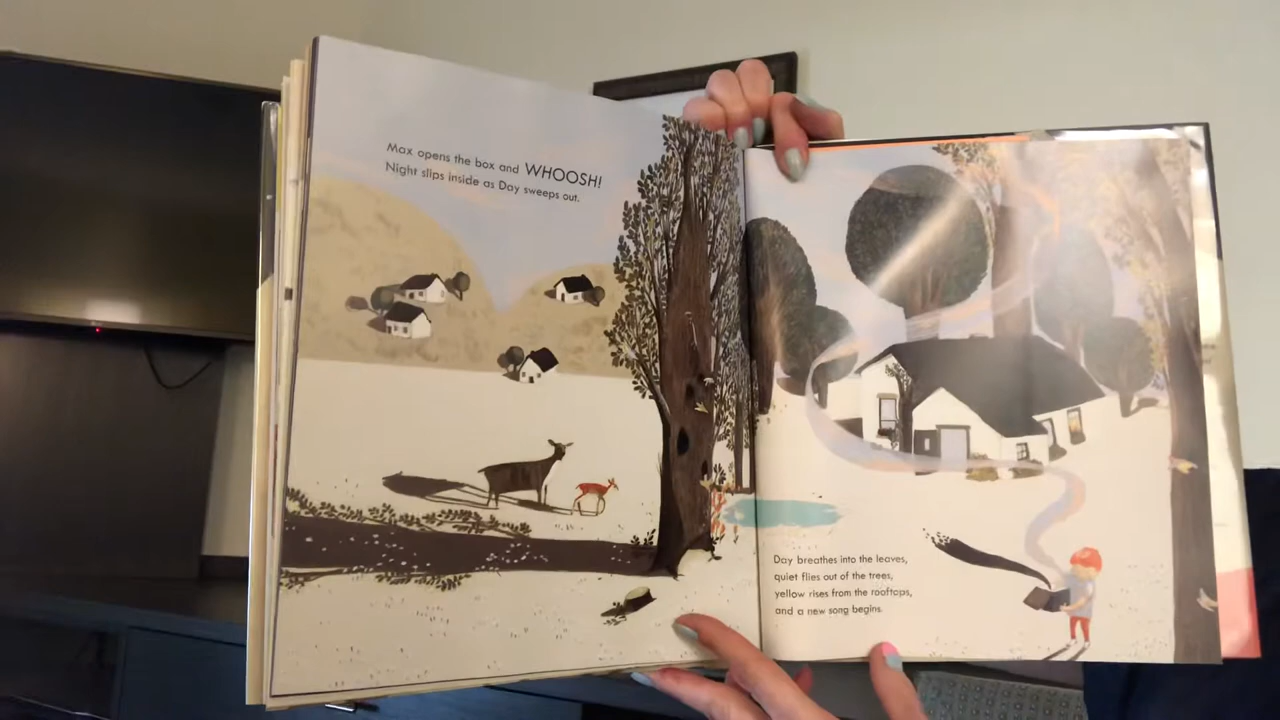 Max opens the box and WHOOSH!
Night slips inside as Day sweeps out.
Day breathes into the leaves,
quiet flies out of the trees,
yellow rises from the rooftops,
and a new song begins.